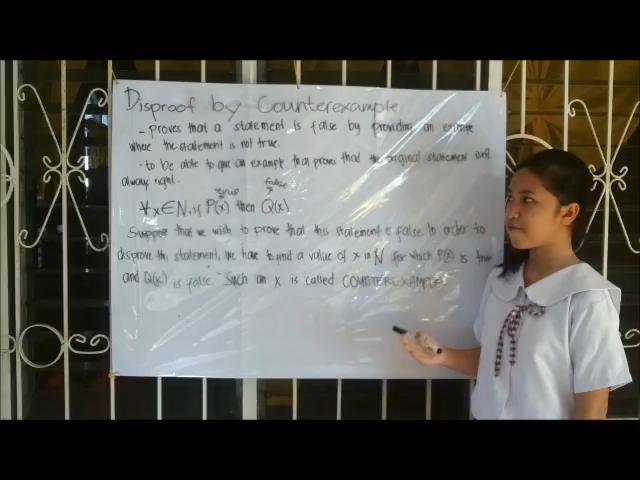 Disproof by Counterexample
- proves that a statement is false by providing an example
where the statement is not true.
- to be able to give an example that proves that the original statement isn't
always right.
true false
∀x∈N, if P(x) then Q(x)
Suppose that we wish to prove that this statement is false. In order to
disprove this statement, we have to find a value of x in N for which P(x) is true
and Q(x) is false. Such an x is called COUNTEREXAMPLE